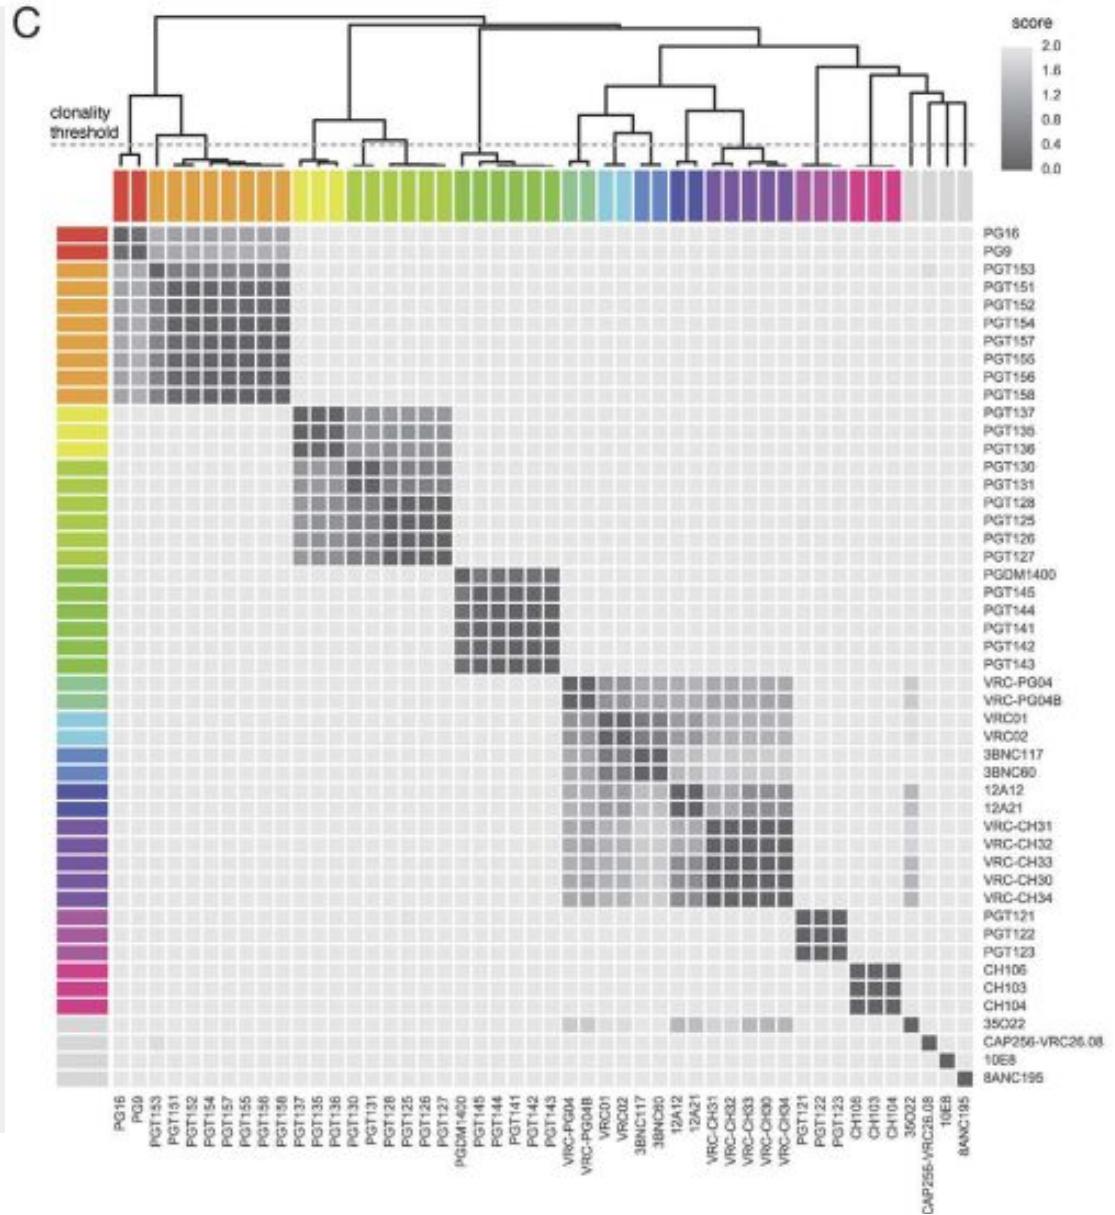 C
score
2.0
1.6
1.2
0.8
0.4
0.0
clonality
threshold
PG16
PG9
PGT153
PGT151
PGT152
PGT154
PGT157
PGT155
PGT156
PGT158
PGT137
PGT135
PGT136
PGT130
PGT131
PGT128
PGT125
PGT126
PGT127
PGDM1400
PGT145
PGT144
PGT141
PGT142
PGT143
VRC-PG04
VRC-PG04B
VRC01
VRC02
3BNC117
3BNC60
12A12
12A21
VRC-CH31
VRC-CH32
VRC-CH33
VRC-CH30
VRC-CH34
PGT121
PGT122
PGT123
CH106
CH103
CH104
35O22
CAP256-VRC26.08
10E8
8ANC195
PG16
PG9
PGT153
PGT151
PGT152
PGT154
PGT157
PGT155
PGT156
PGT158
PGT137
PGT135
PGT136
PGT130
PGT131
PGT128
PGT125
PGT126
PGT127
PGDM1400
PGT145
PGT144
PGT141
PGT142
PGT143
VRC-PG04
VRC-PG04B
VRC01
VRC02
3BNC117
3BNC60
12A12
12A21
VRC-CH31
VRC-CH32
VRC-CH33
VRC-CH30
VRC-CH34
PGT121
PGT122
PGT123
CH106
CH103
CH104
35O22
CAP256-VRC26.08
10E8
8ANC195